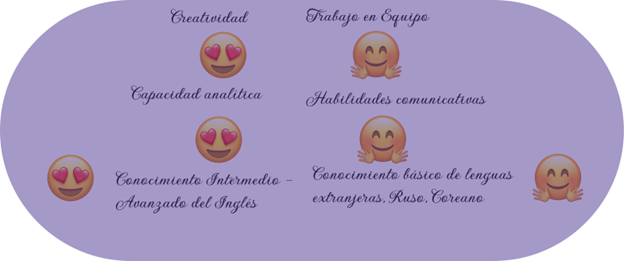 Creatividad
Trabajo en Equipo
Capacidad analítica
Habilidades comunicativas
Conocimiento Intermedio –
Avanzado del Inglés
Conocimiento básico de lenguas
extranjeras, Ruso, Coreano